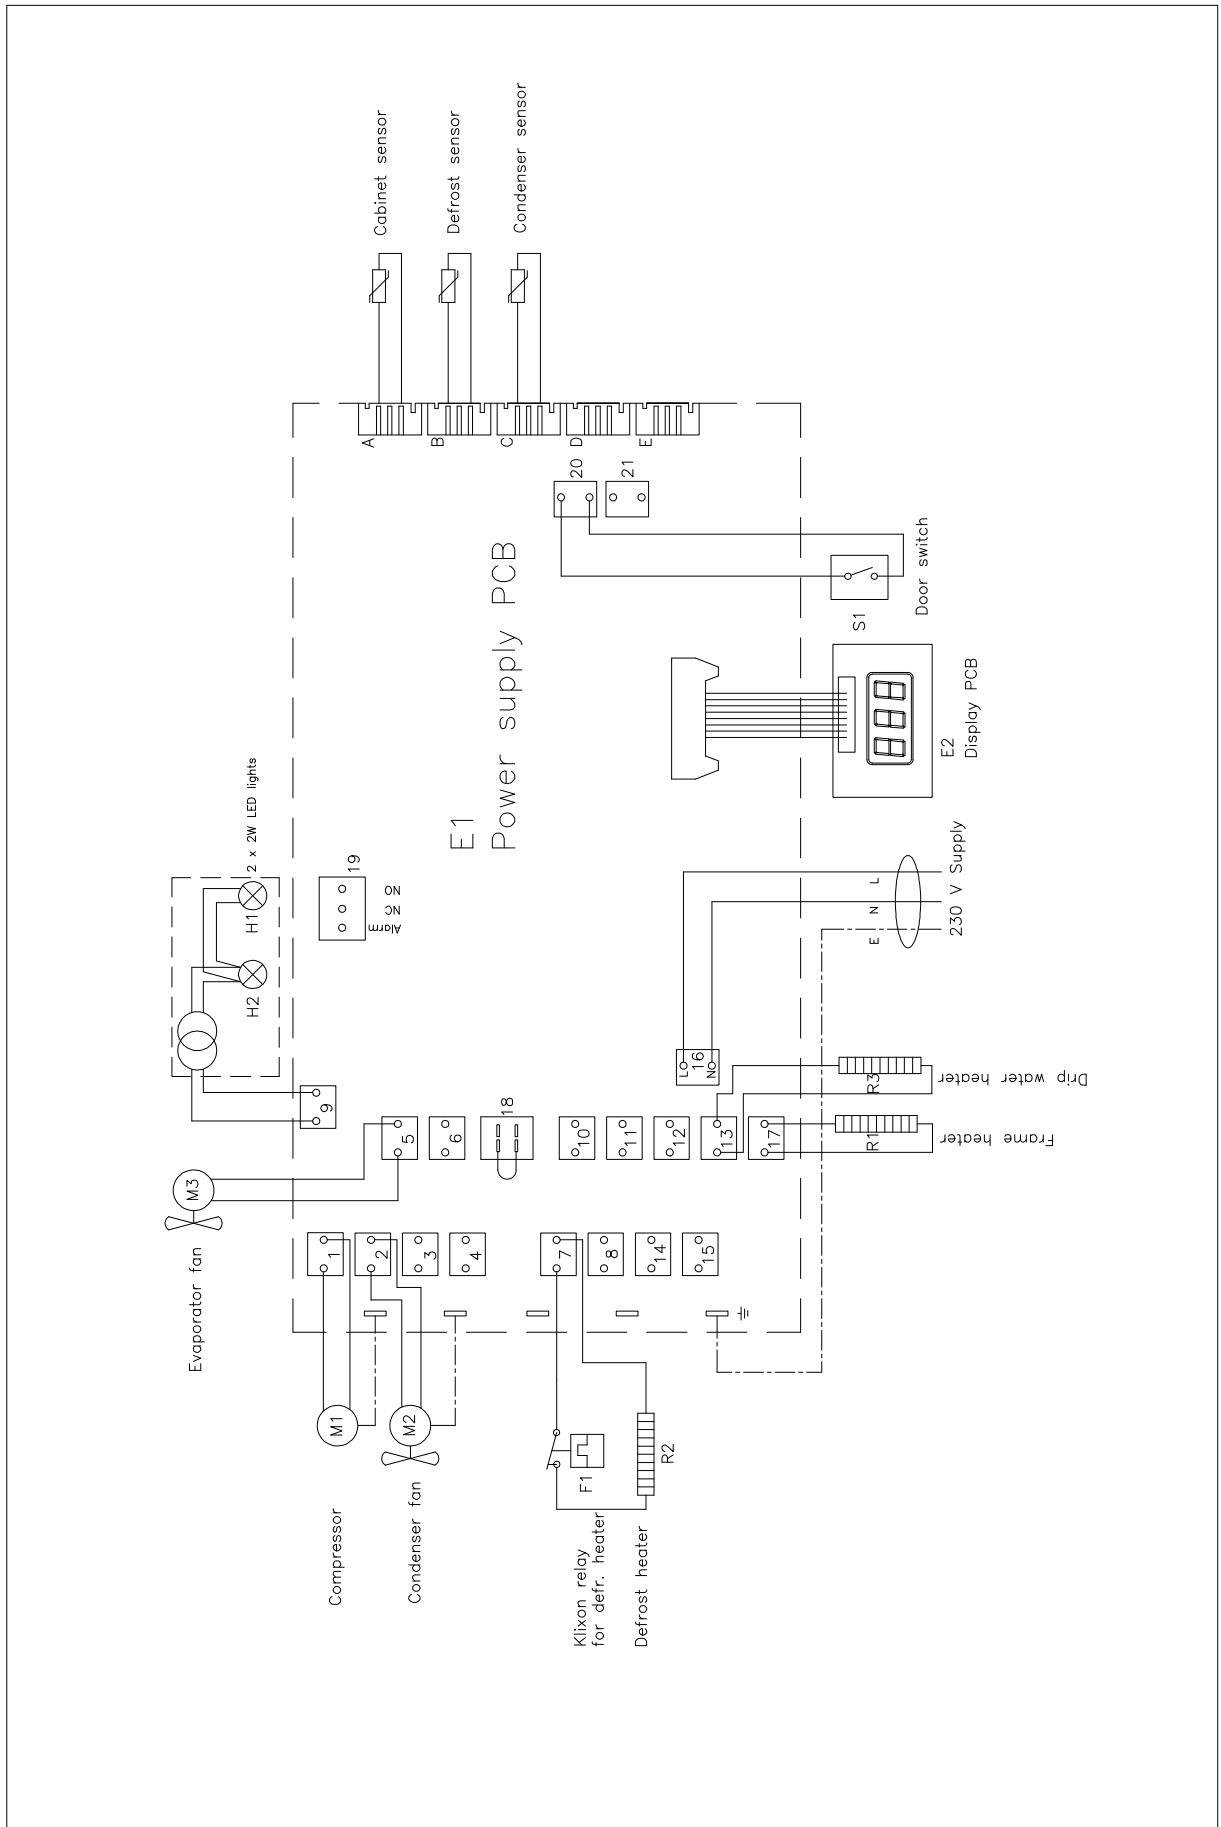 Cabinet sensor
Defrost sensor
Condenser sensor
A
B
C
D
E
20
21
Door switch
S1
E1
Power supply PCB
E2
Display PCB
2 x 2W LED lights
H1
H2
19
NO
NC
Alarm
L
N
E
230 V Supply
L
16
N
R3
Drip water heater
R1
Frame heater
9
5
6
18
10
11
12
13
17
M3
Evaporator fan
1
2
3
4
7
8
14
15
M1
M2
Compressor
Condenser fan
F1
R2
Klixon relay
for defr. heater
Defrost heater